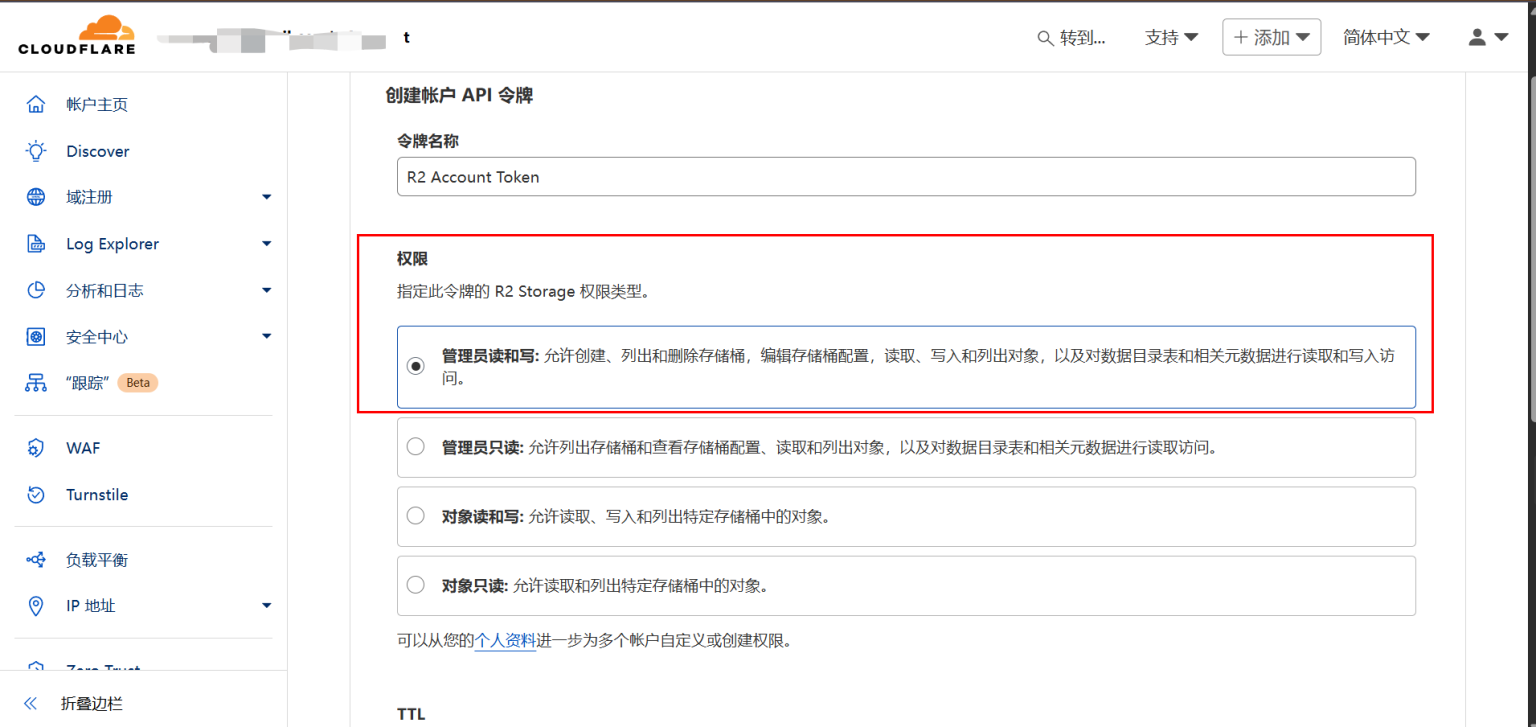 CLOUDFLARE
t
转到...
支持
添加
简体中文
帐户主页
Discover
域注册
Log Explorer
分析和日志
安全中心
“跟踪” Beta
WAF
Turnstile
负载平衡
IP 地址
Zero Trust
折叠边栏
创建帐户 API 令牌
令牌名称
R2 Account Token
权限
指定此令牌的 R2 Storage 权限类型。
管理员读和写: 允许创建、列出和删除存储桶，编辑存储桶配置，读取、写入和列出对象，以及对数据目录表和相关元数据进行读取和写入访
问。
管理员只读: 允许列出存储桶和查看存储桶配置、读取和列出对象，以及对数据目录表和相关元数据进行读取访问。
对象读和写: 允许读取、写入和列出特定存储桶中的对象。
对象只读: 允许读取和列出特定存储桶中的对象。
可以从您的个人资料进一步为多个帐户自定义或创建权限。
TTL